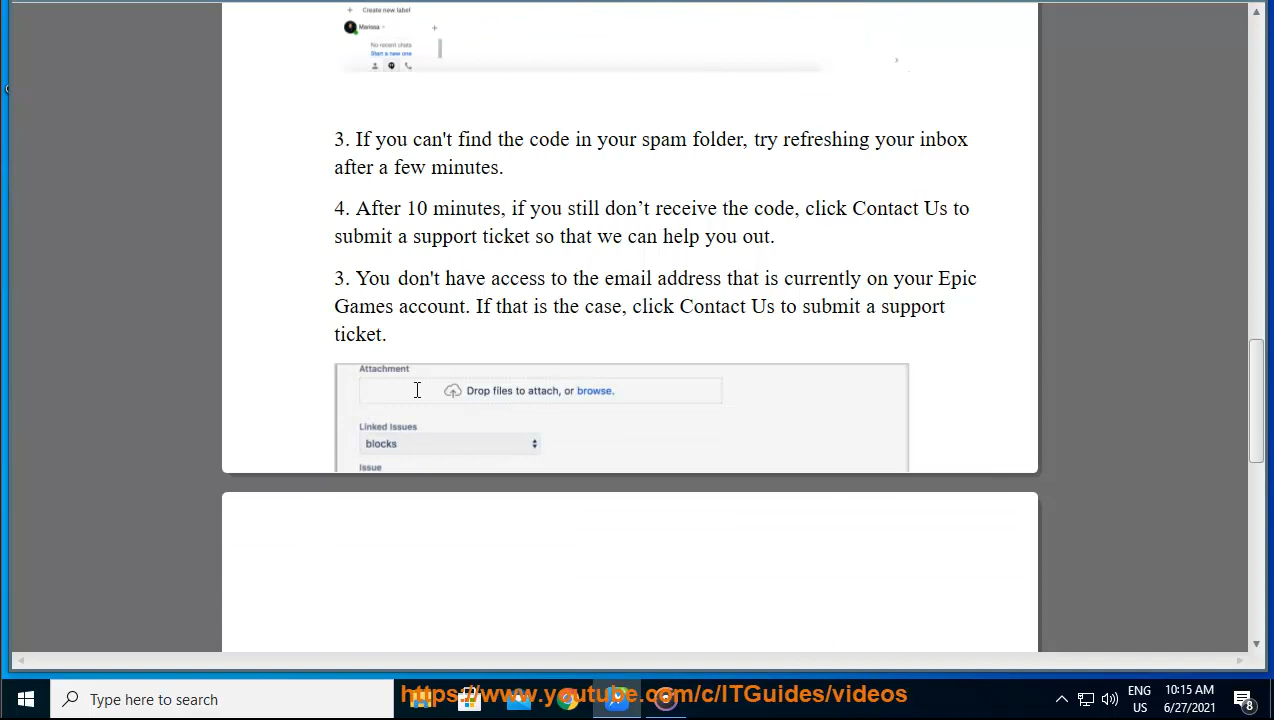 Create new label
Marissa
No recent chats
Start a new one
3. If you can't find the code in your spam folder, try refreshing your inbox
after a few minutes.
4. After 10 minutes, if you still don’t receive the code, click Contact Us to
submit a support ticket so that we can help you out.
3. You don't have access to the email address that is currently on your Epic
Games account. If that is the case, click Contact Us to submit a support
ticket.
Attachment
Drop files to attach, or browse.
Linked Issues
blocks
Issue
Type here to search
https://www.youtube.com/c/ITGuides/videos
ENG
US
10:15 AM
6/27/2021
8